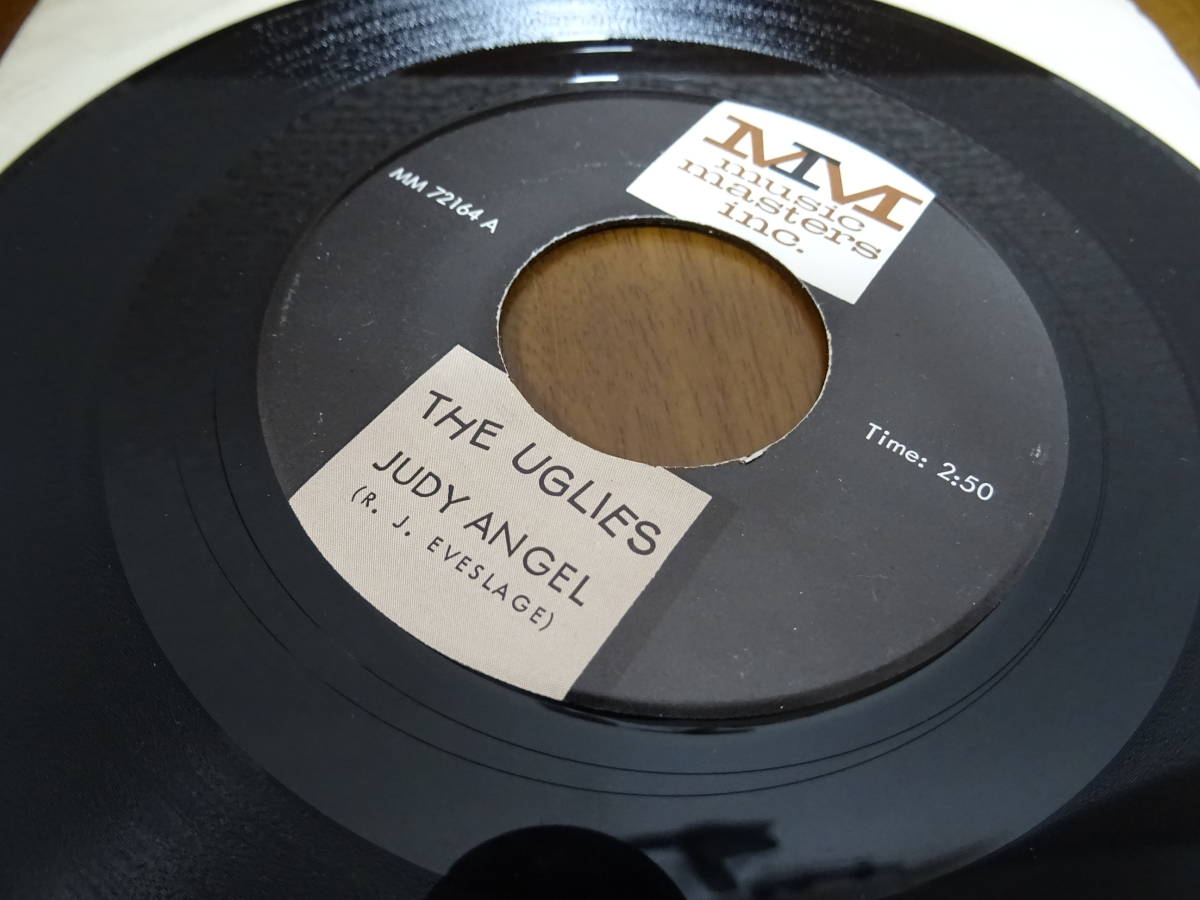 MM
music
masters
inc.
MM 72164 A
Time: 2:50
THE UGLIES
JUDY ANGEL
(R. J. EVESLAGE)